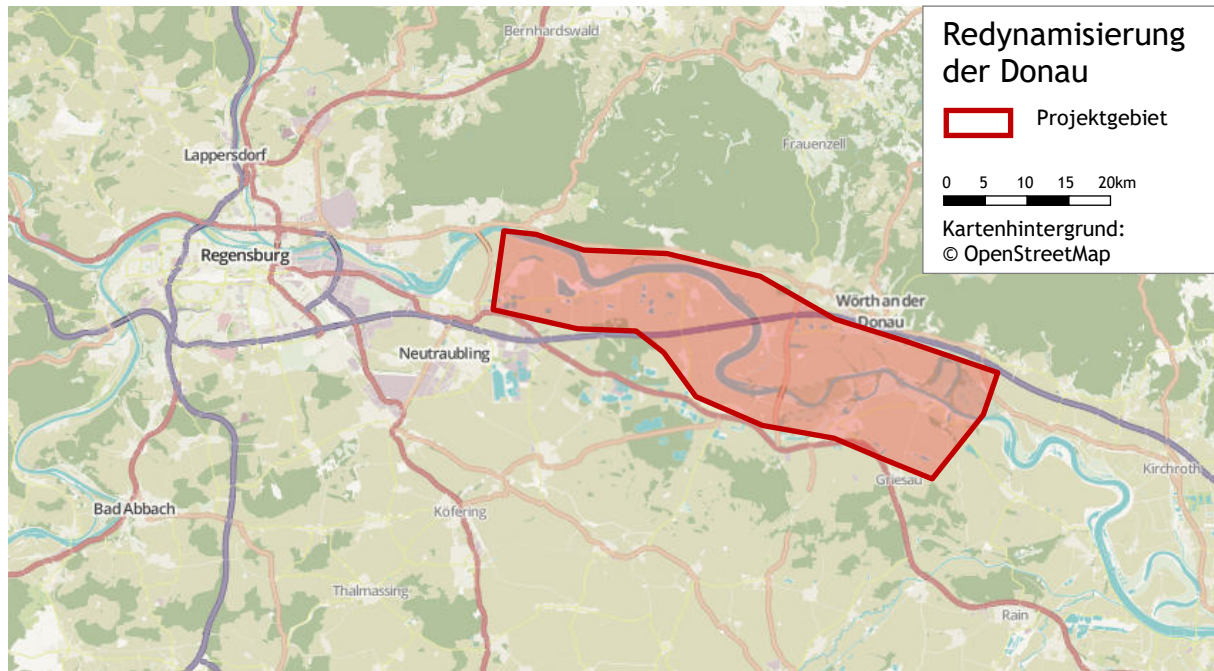 Redynamisierung
der Donau
Projektgebiet
0 5 10 15 20km
Kartenhintergrund:
© OpenStreetMap
Bernhardswald
Lappersdorf
Frauenzell
Regensburg
Wörth an der
Donau
Neutraubling
Kirchroth
Griesau
Bad Abbach
Köfering
Thalmassing
Rain